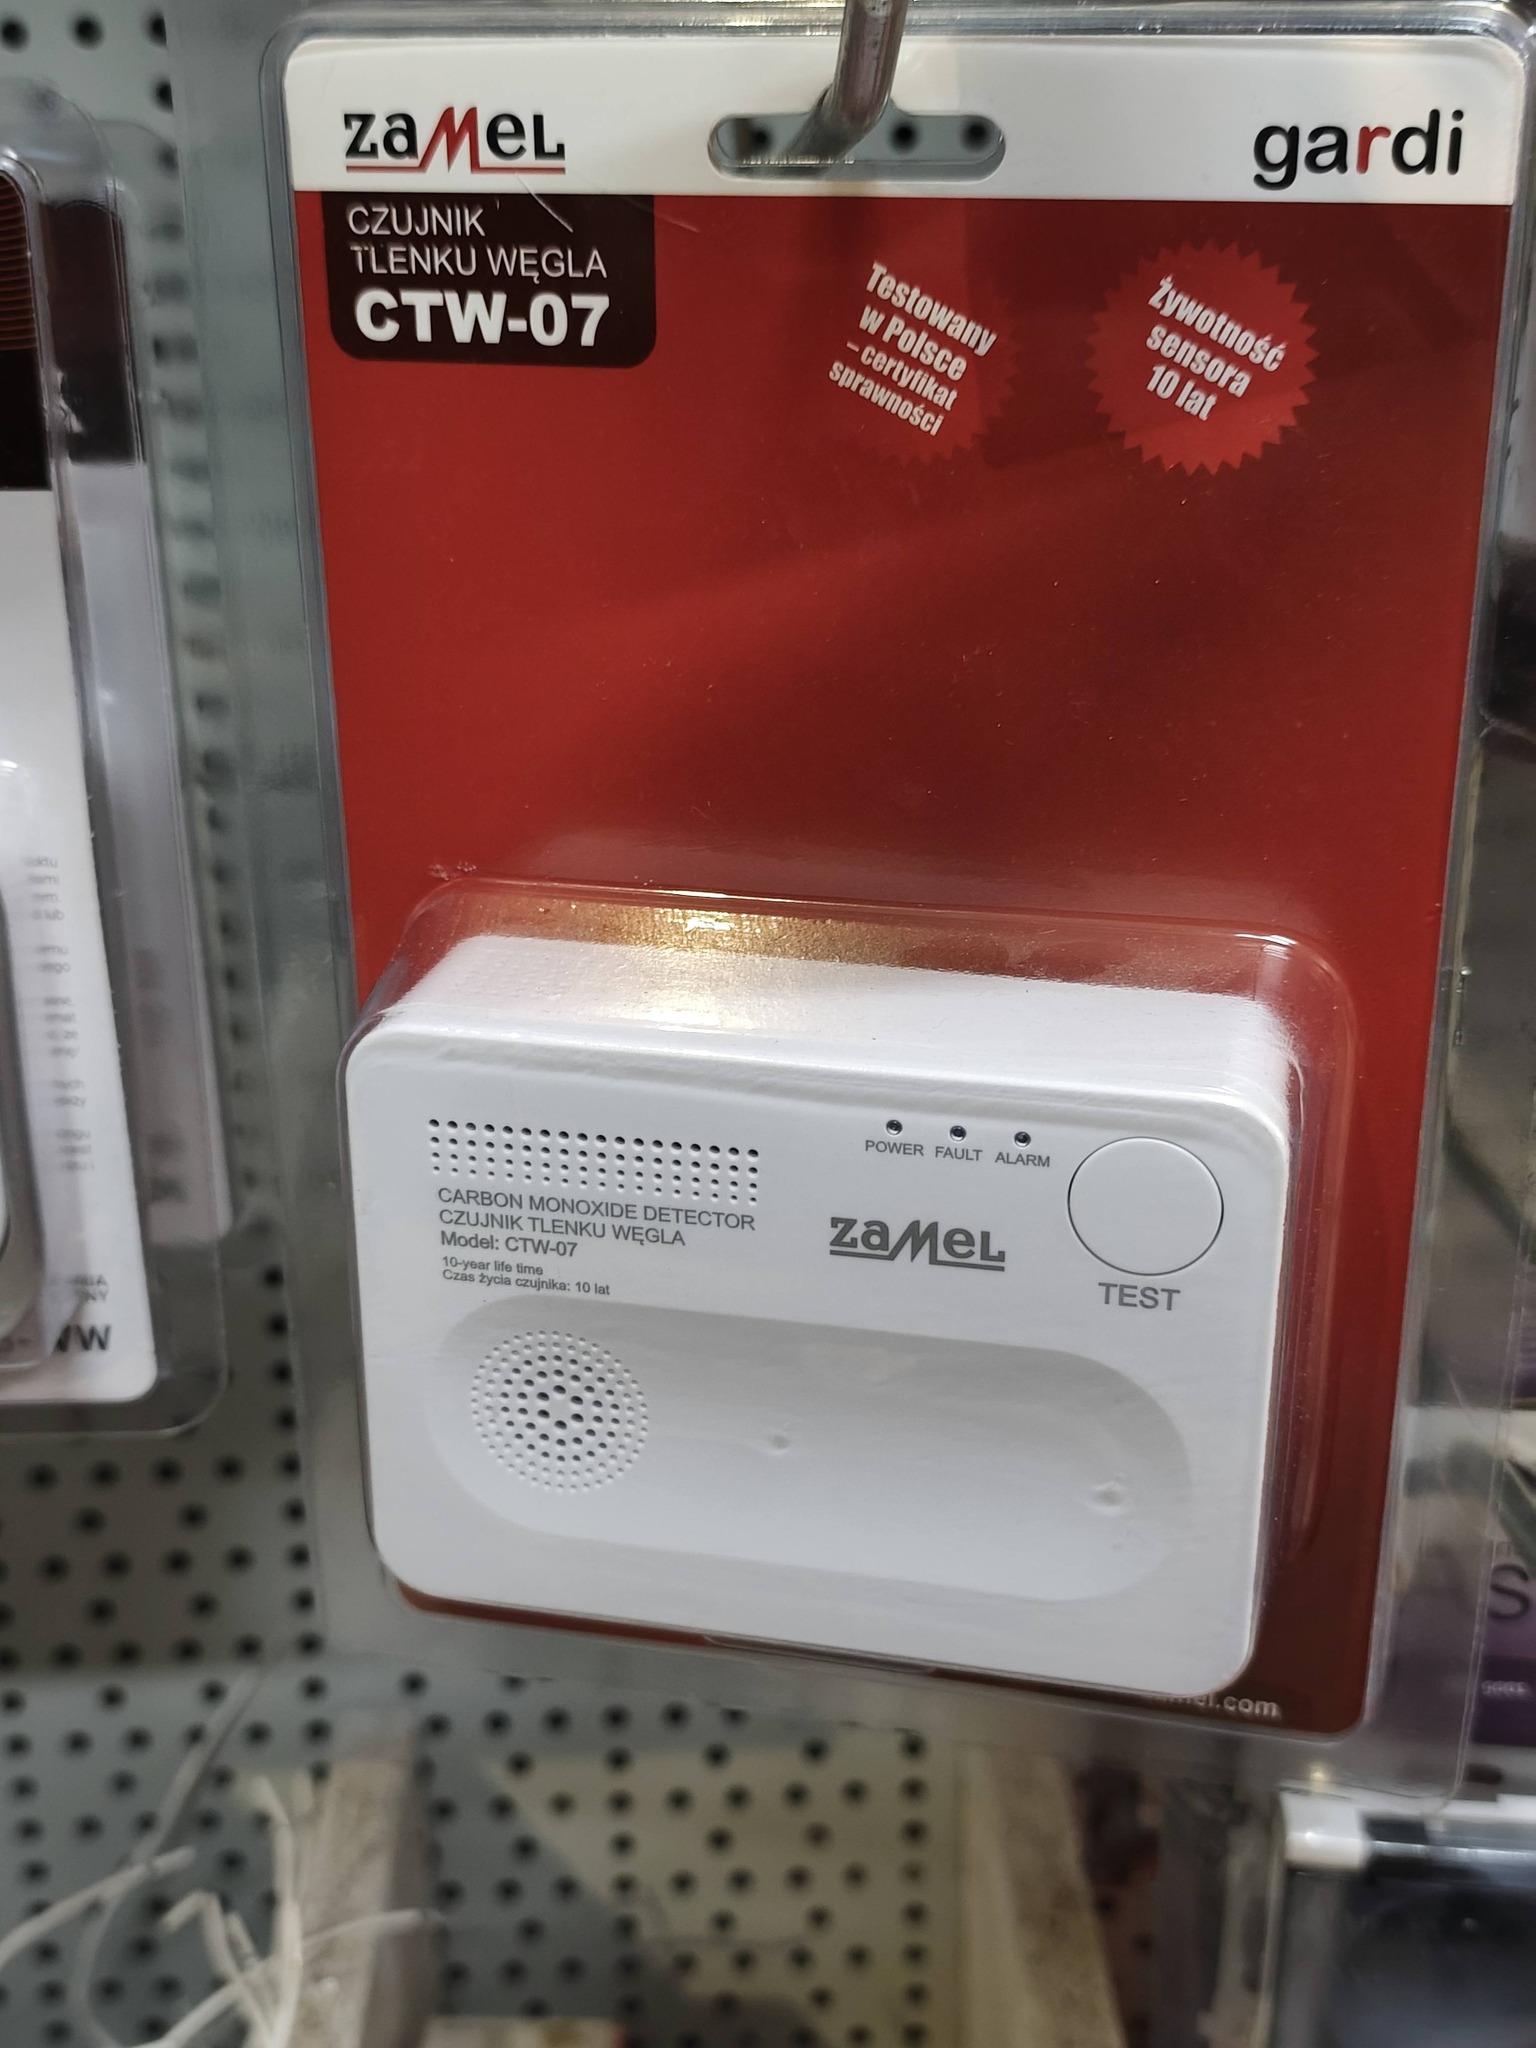 zamel
gardi
CZUJNIK
TLENKU WĘGLA
CTW-07
Testowany
w Polsce
– certyfikat
sprawności
Żywotność
sensora
10 lat
POWER FAULT ALARM
CARBON MONOXIDE DETECTOR
CZUJNIK TLENKU WĘGLA
Model: CTW-07
10-year life time
Czas życia czujnika: 10 lat
zamel
TEST
.com